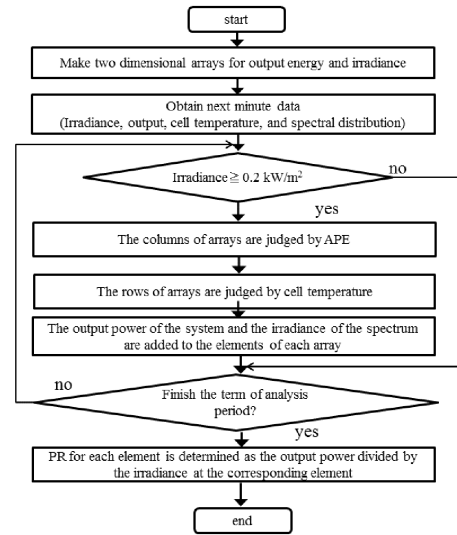 start
Make two dimensional arrays for output energy and irradiance
Obtain next minute data
(Irradiance, output, cell temperature, and spectral distribution)
Irradiance≧ 0.2 kW/m²
no
yes
The columns of arrays are judged by APE
The rows of arrays are judged by cell temperature
The output power of the system and the irradiance of the spectrum
are added to the elements of each array
no
Finish the term of analysis
period?
yes
PR for each element is determined as the output power divided by
the irradiance at the corresponding element
end